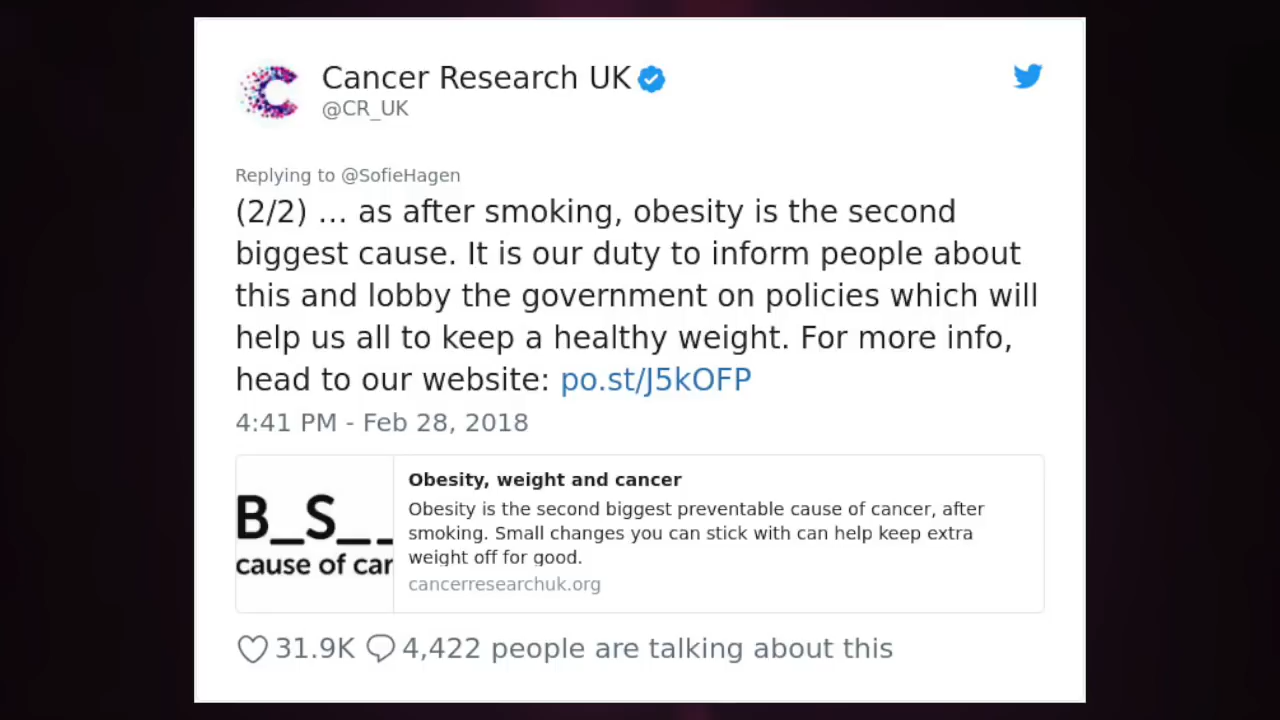 Cancer Research UK
@CR_UK
Replying to @SofieHagen
(2/2) ... as after smoking, obesity is the second
biggest cause. It is our duty to inform people about
this and lobby the government on policies which will
help us all to keep a healthy weight. For more info,
head to our website: po.st/J5kOFP
4:41 PM - Feb 28, 2018
B_S__
cause of car
Obesity, weight and cancer
Obesity is the second biggest preventable cause of cancer, after
smoking. Small changes you can stick with can help keep extra
weight off for good.
cancerresearchuk.org
31.9K 4,422 people are talking about this